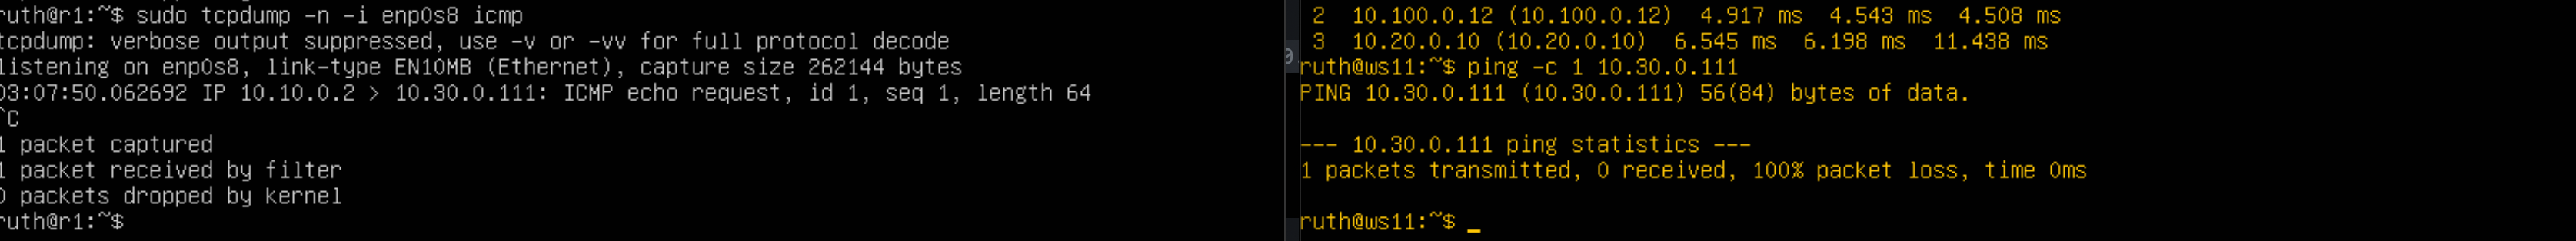 ruth@r1:~$ sudo tcpdump -n -i enp0s8 icmp
tcpdump: verbose output suppressed, use -v or -vv for full protocol decode
listening on enp0s8, link-type EN10MB (Ethernet), capture size 262144 bytes
03:07:50.062692 IP 10.10.0.2 > 10.30.0.111: ICMP echo request, id 1, seq 1, length 64
^C
1 packet captured
1 packet received by filter
0 packets dropped by kernel
ruth@r1:~$
2  10.100.0.12 (10.100.0.12)  4.917 ms  4.543 ms  4.508 ms
3  10.20.0.10 (10.20.0.10)  6.545 ms  6.198 ms  11.438 ms
ruth@ws11:~$ ping -c 1 10.30.0.111
PING 10.30.0.111 (10.30.0.111) 56(84) bytes of data.
--- 10.30.0.111 ping statistics ---
1 packets transmitted, 0 received, 100% packet loss, time 0ms
ruth@ws11:~$ _